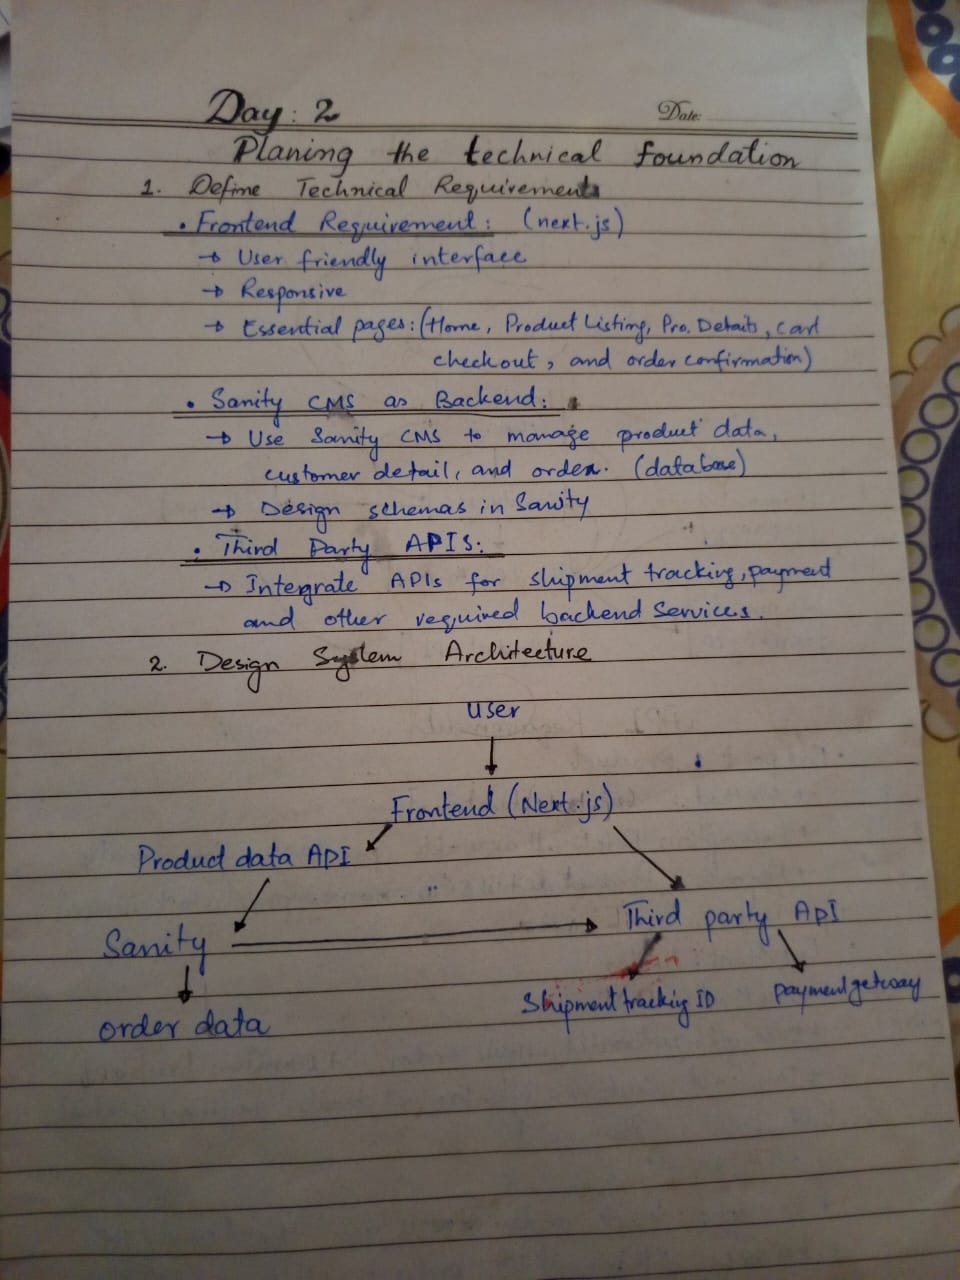 Day: 2
Date:
Planing the technical foundation
1. Define Technical Requirements
• Frontend Requirement: (next.js)
→ User friendly interface
→ Responsive
→ Essential pages: (Home, Product Listing, Pro. Details, cart
checkout, and order confirmation)
• Sanity CMS as Backend:
→ Use Sanity CMS to manage product data,
customer detail, and order. (database)
→ Design schemas in Sanity
• Third Party APIS:
→ Intergrate APIs for shipment tracking, payment
and other required backend Services.
2. Design System Architecture
User
Frontend (Next.js)
Product data API
Third party API
Sanity
Shipment tracking ID
payment getway
order data